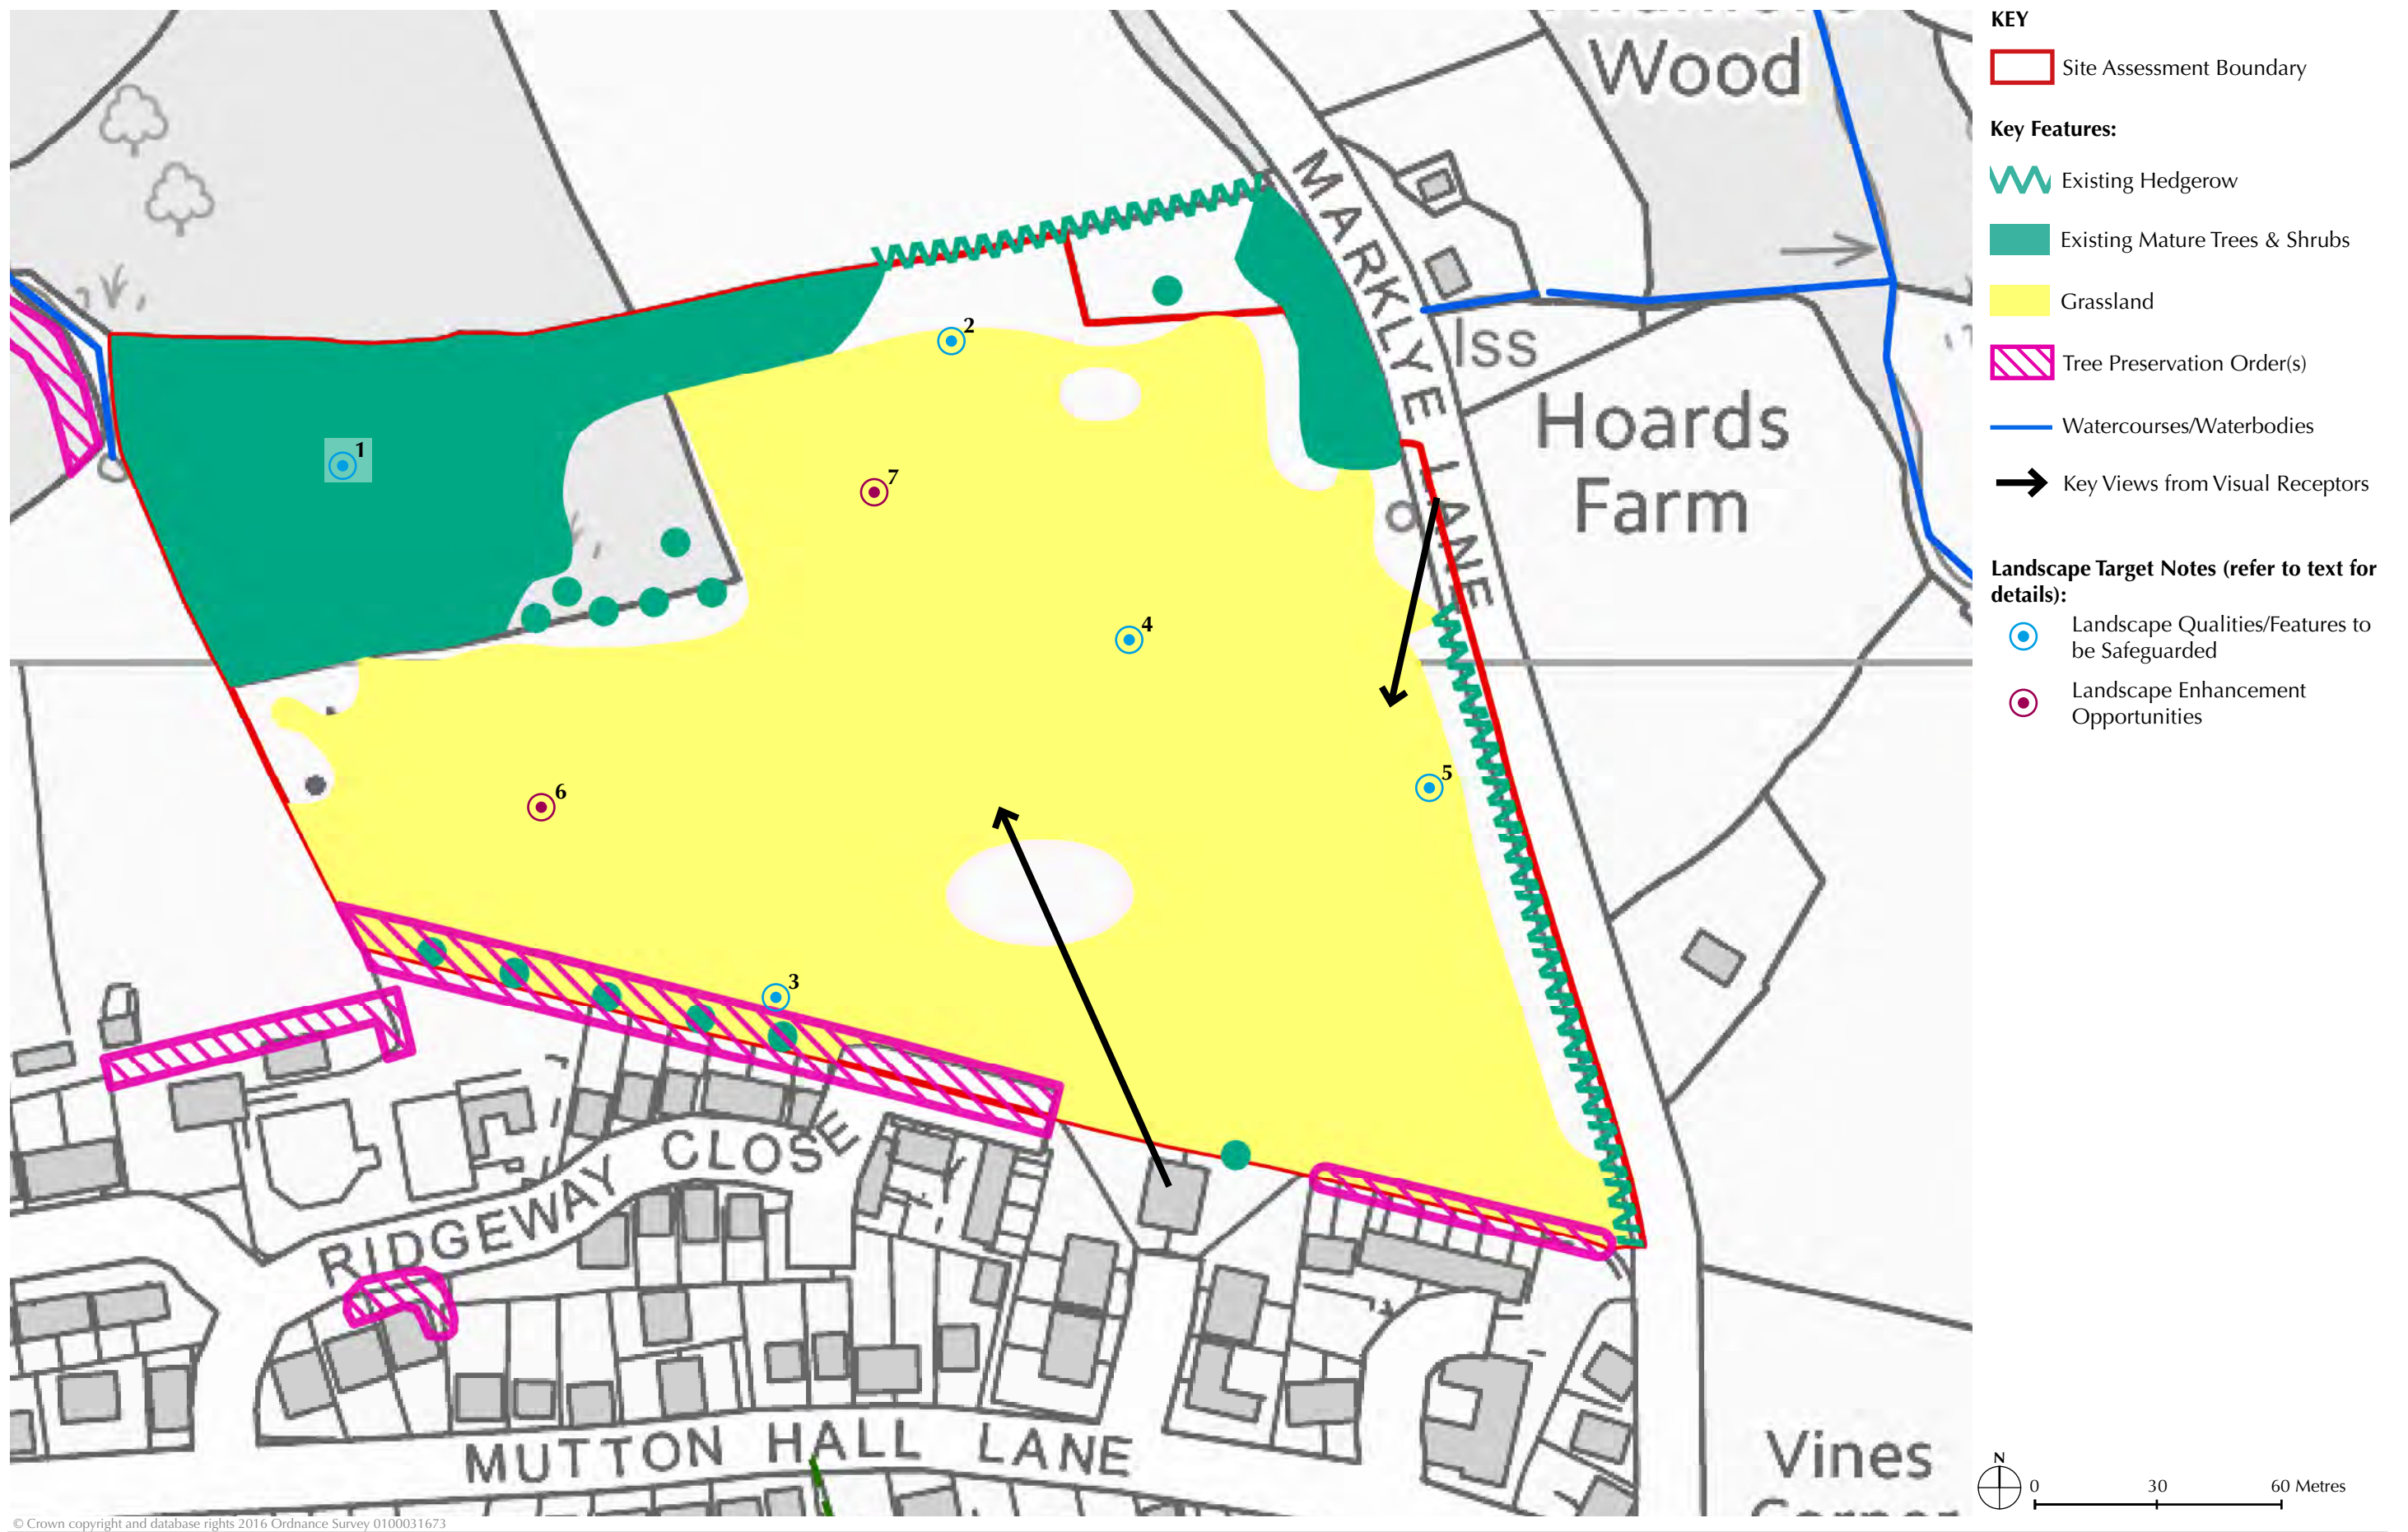 Wood
MARKLYE LANE
Iss
Hoards
Farm
1
2
3
4
5
6
7
RIDGEWAY CLOSE
MUTTON HALL LANE
Vines
© Crown copyright and database rights 2016 Ordnance Survey 0100031673
KEY
Site Assessment Boundary
Key Features:
Existing Hedgerow
Existing Mature Trees & Shrubs
Grassland
Tree Preservation Order(s)
Watercourses/Waterbodies
Key Views from Visual Receptors
Landscape Target Notes (refer to text for
details):
Landscape Qualities/Features to
be Safeguarded
Landscape Enhancement
Opportunities
N
0 30 60 Metres